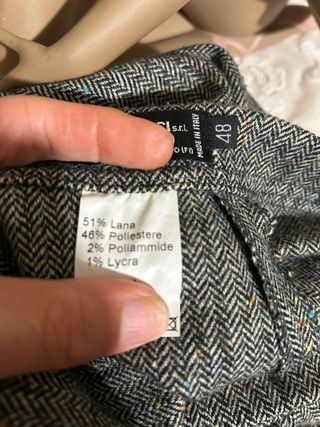 s.r.l.
MADE IN ITALY
48
51% Lana
46% Poliestere
2% Poliammide
1% Lycra